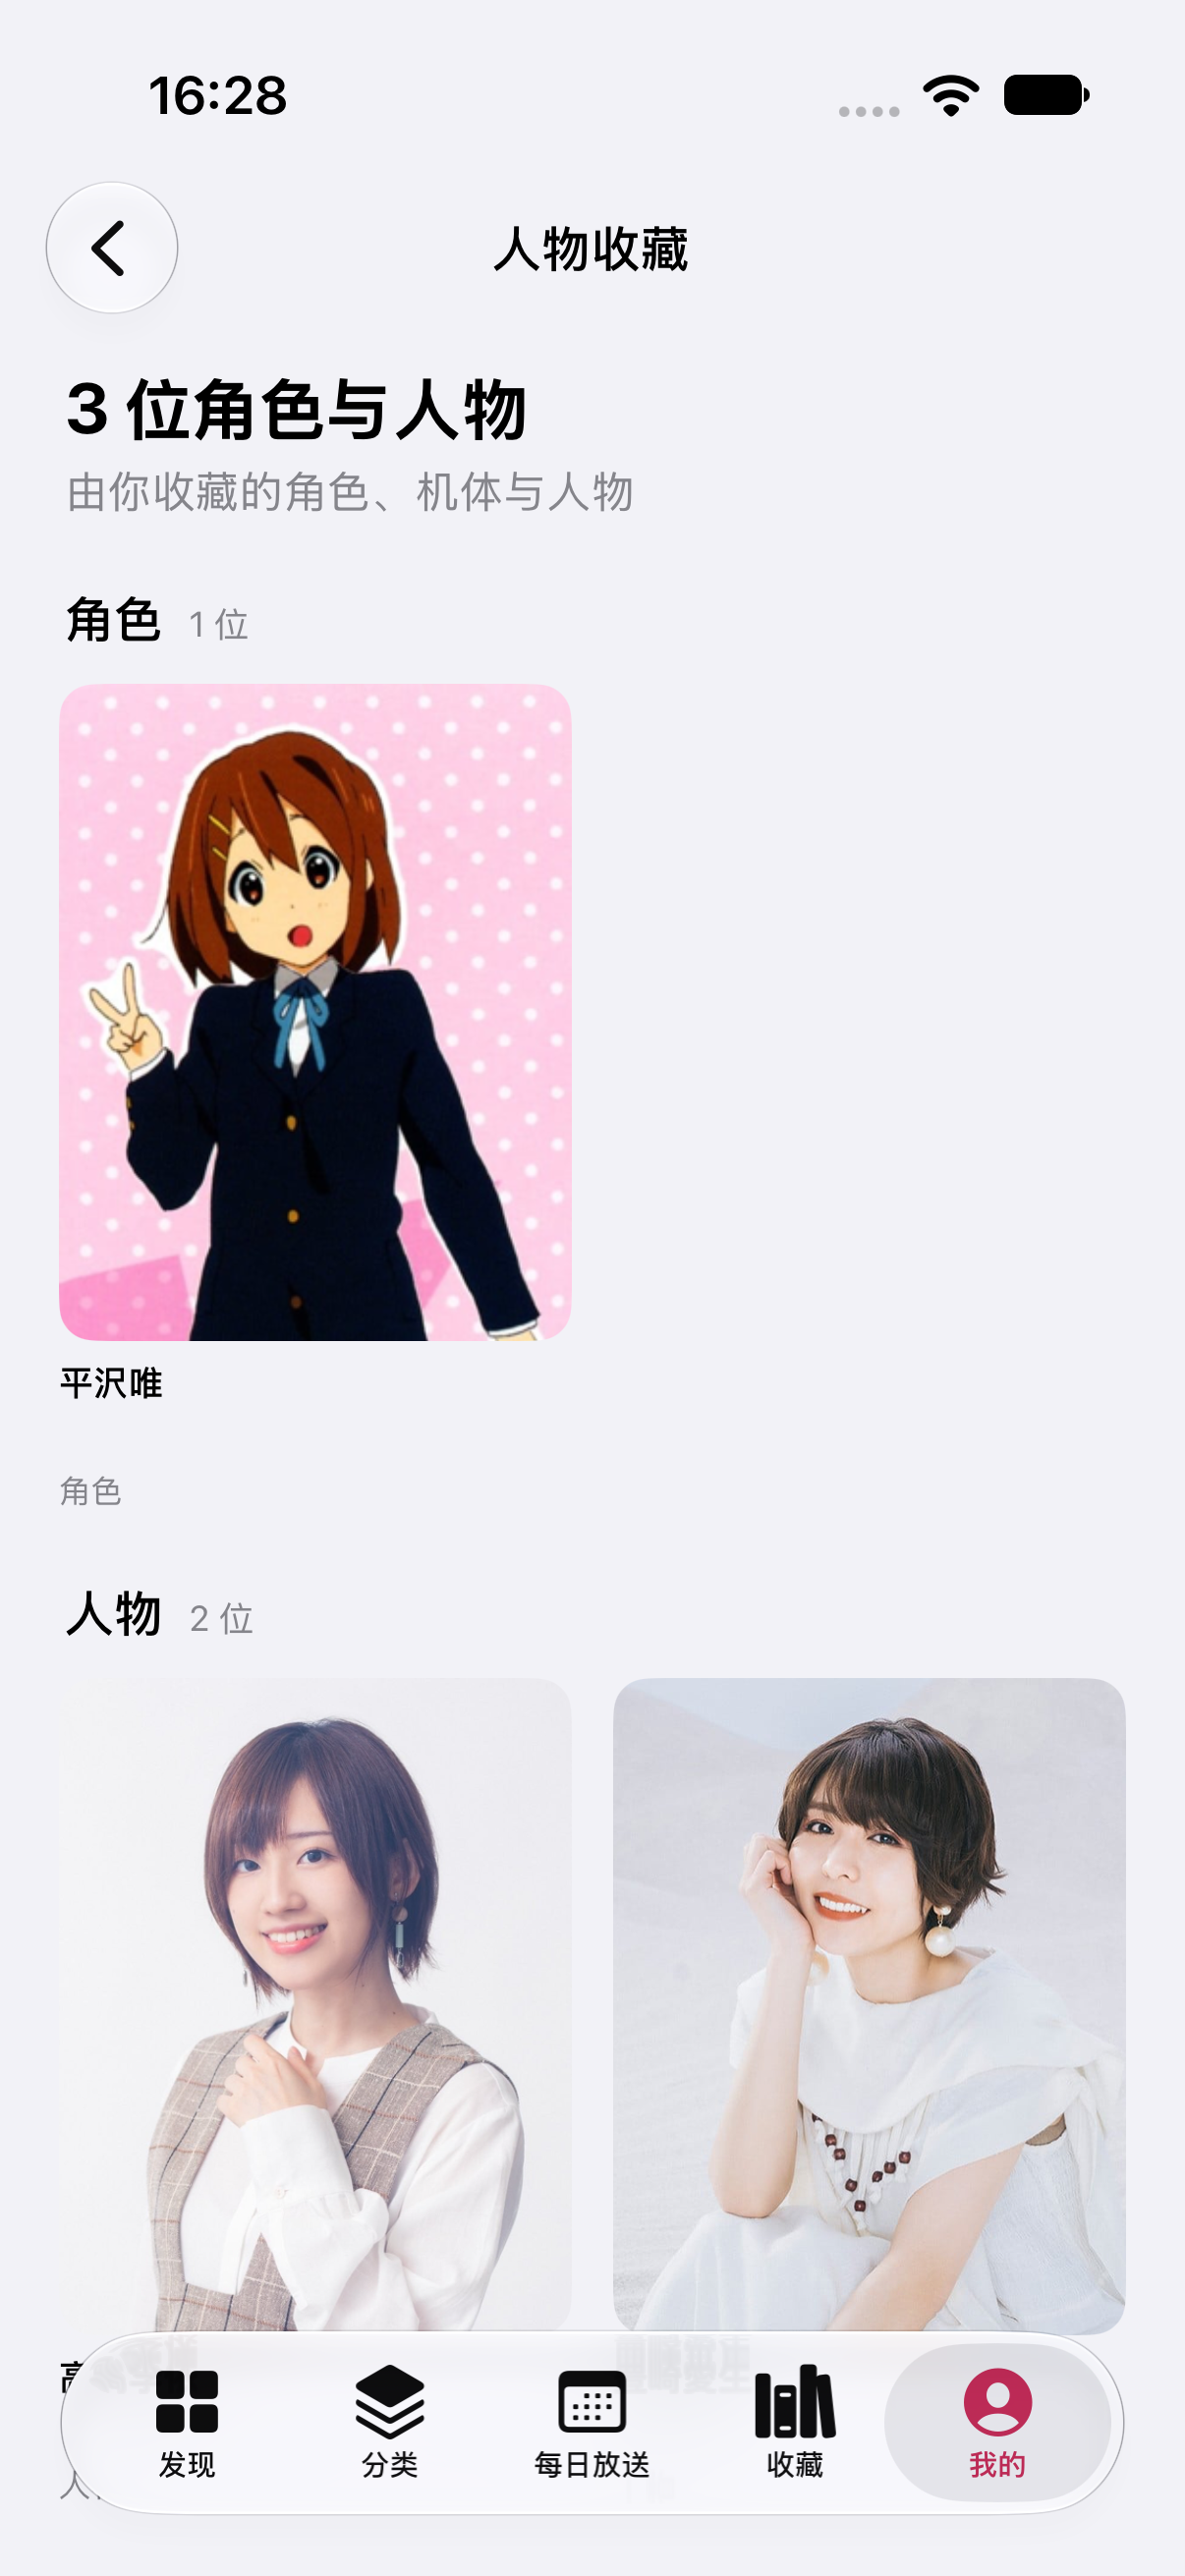 16:28
人物收藏
3 位角色与人物
由你收藏的角色、机体与人物
角色 1 位
平沢唯
角色
人物 2 位
高
人
发现 分类 每日放送 收藏 我的